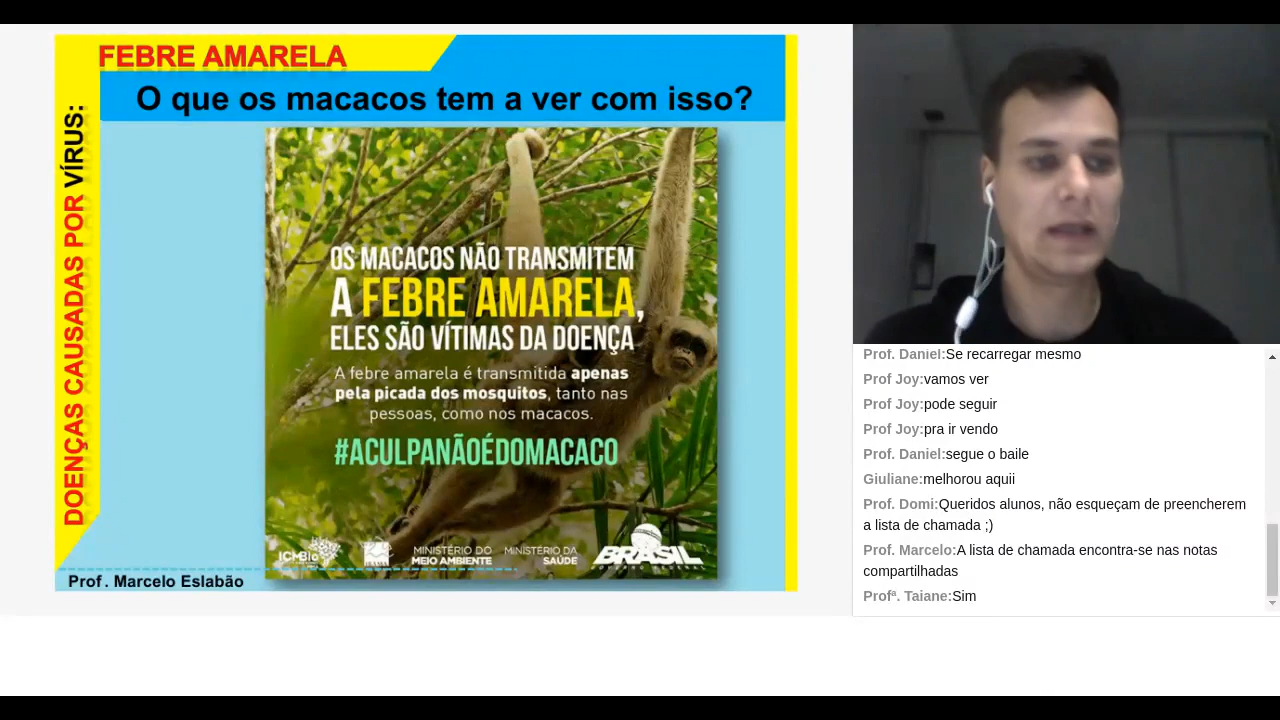 FEBRE AMARELA
O que os macacos tem a ver com isso?
DOENÇAS CAUSADAS POR VÍRUS:
OS MACACOS NÃO TRANSMITEM
A FEBRE AMARELA,
ELES SÃO VÍTIMAS DA DOENÇA
A febre amarela é transmitida apenas
pela picada dos mosquitos, tanto nas
pessoas, como nos macacos.
#ACULPANÃOÉDOMACACO
ICMBio
MINISTÉRIO DO
MEIO AMBIENTE
MINISTÉRIO DA
SAÚDE
BRASIL
GOVERNO FEDERAL
Prof. Marcelo Eslabão
Prof. Daniel:Se recarregar mesmo
Prof Joy:vamos ver
Prof Joy:pode seguir
Prof Joy:pra ir vendo
Prof. Daniel:segue o baile
Giuliane:melhorou aquii
Prof. Domi:Queridos alunos, não esqueçam de preencherem
a lista de chamada ;)
Prof. Marcelo:A lista de chamada encontra-se nas notas
compartilhadas
Profª. Taiane:Sim